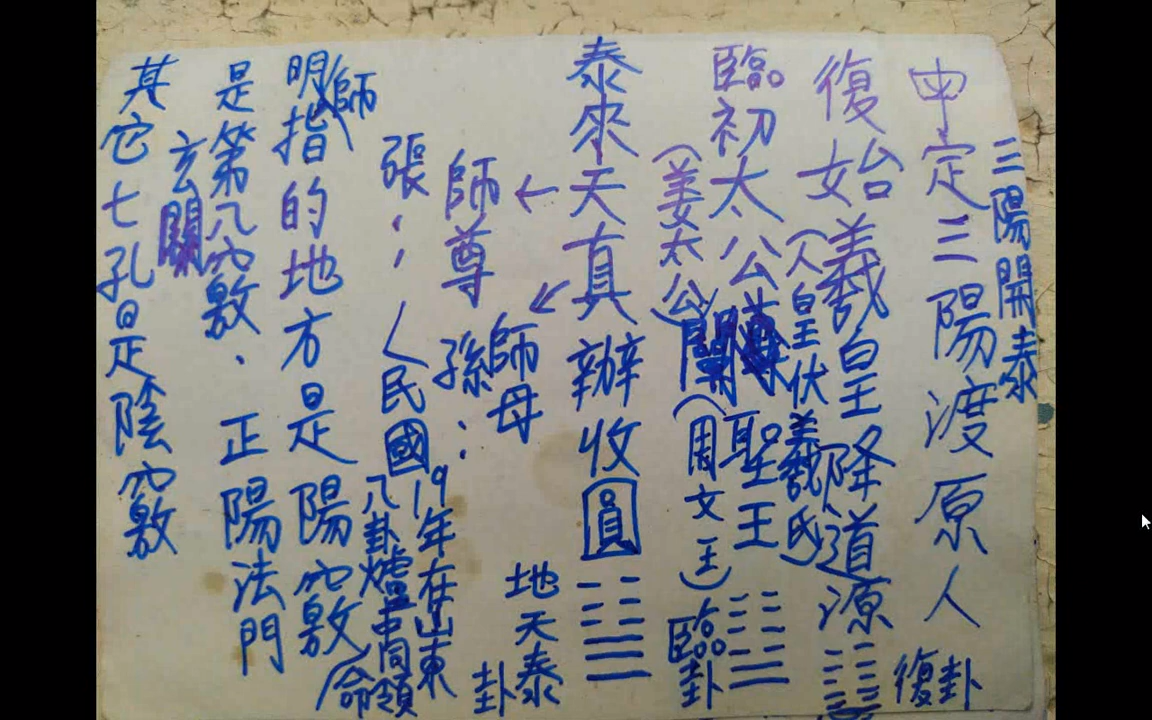 三陽開泰
申定三陽渡原人
復卦
復始羲皇降道源
(人皇伏羲氏)
臨初太公闡聖王
(姜太公)
(周文王)
臨卦
泰來天真辦收圓
地天泰卦
師尊
師母
張:
孫:
民國19年在山東
八卦爐中同領命
明師
指的地方是陽竅
是第八竅、正陽法門
玄關
其它七孔是陰竅